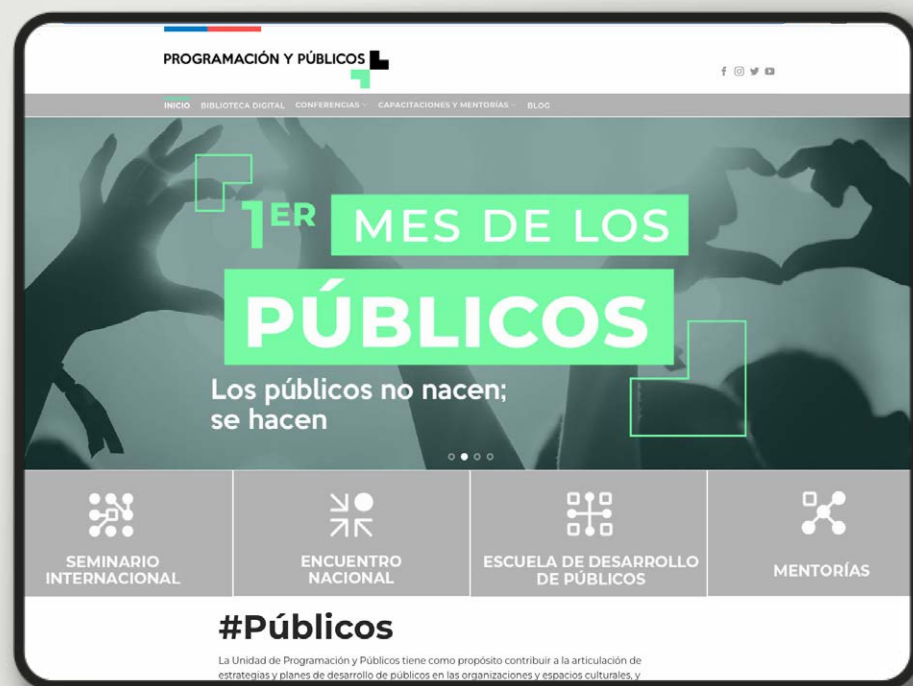 PROGRAMACIÓN Y PÚBLICOS
INICIO BIBLIOTECA DIGITAL CONFERENCIAS CAPACITACIONES Y MENTORÍAS BLOG
1ER MES DE LOS
PÚBLICOS
Los públicos no nacen;
se hacen
SEMINARIO
INTERNACIONAL
ENCUENTRO
NACIONAL
ESCUELA DE DESARROLLO
DE PÚBLICOS
MENTORÍAS
#Públicos
La Unidad de Programación y Públicos tiene como propósito contribuir a la articulación de
estrategias y planes de desarrollo de públicos en las organizaciones y espacios culturales, y